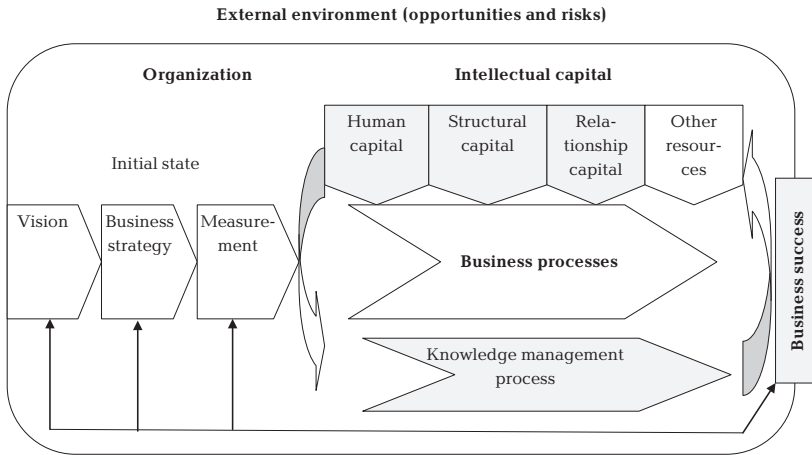 External environment (opportunities and risks)
Organization
Intellectual capital
Human
capital
Structural
capital
Rela-
tionship
capital
Other
resour-
ces
Initial state
Vision
Business
strategy
Measure-
ment
Business processes
Knowledge management
process
Business success